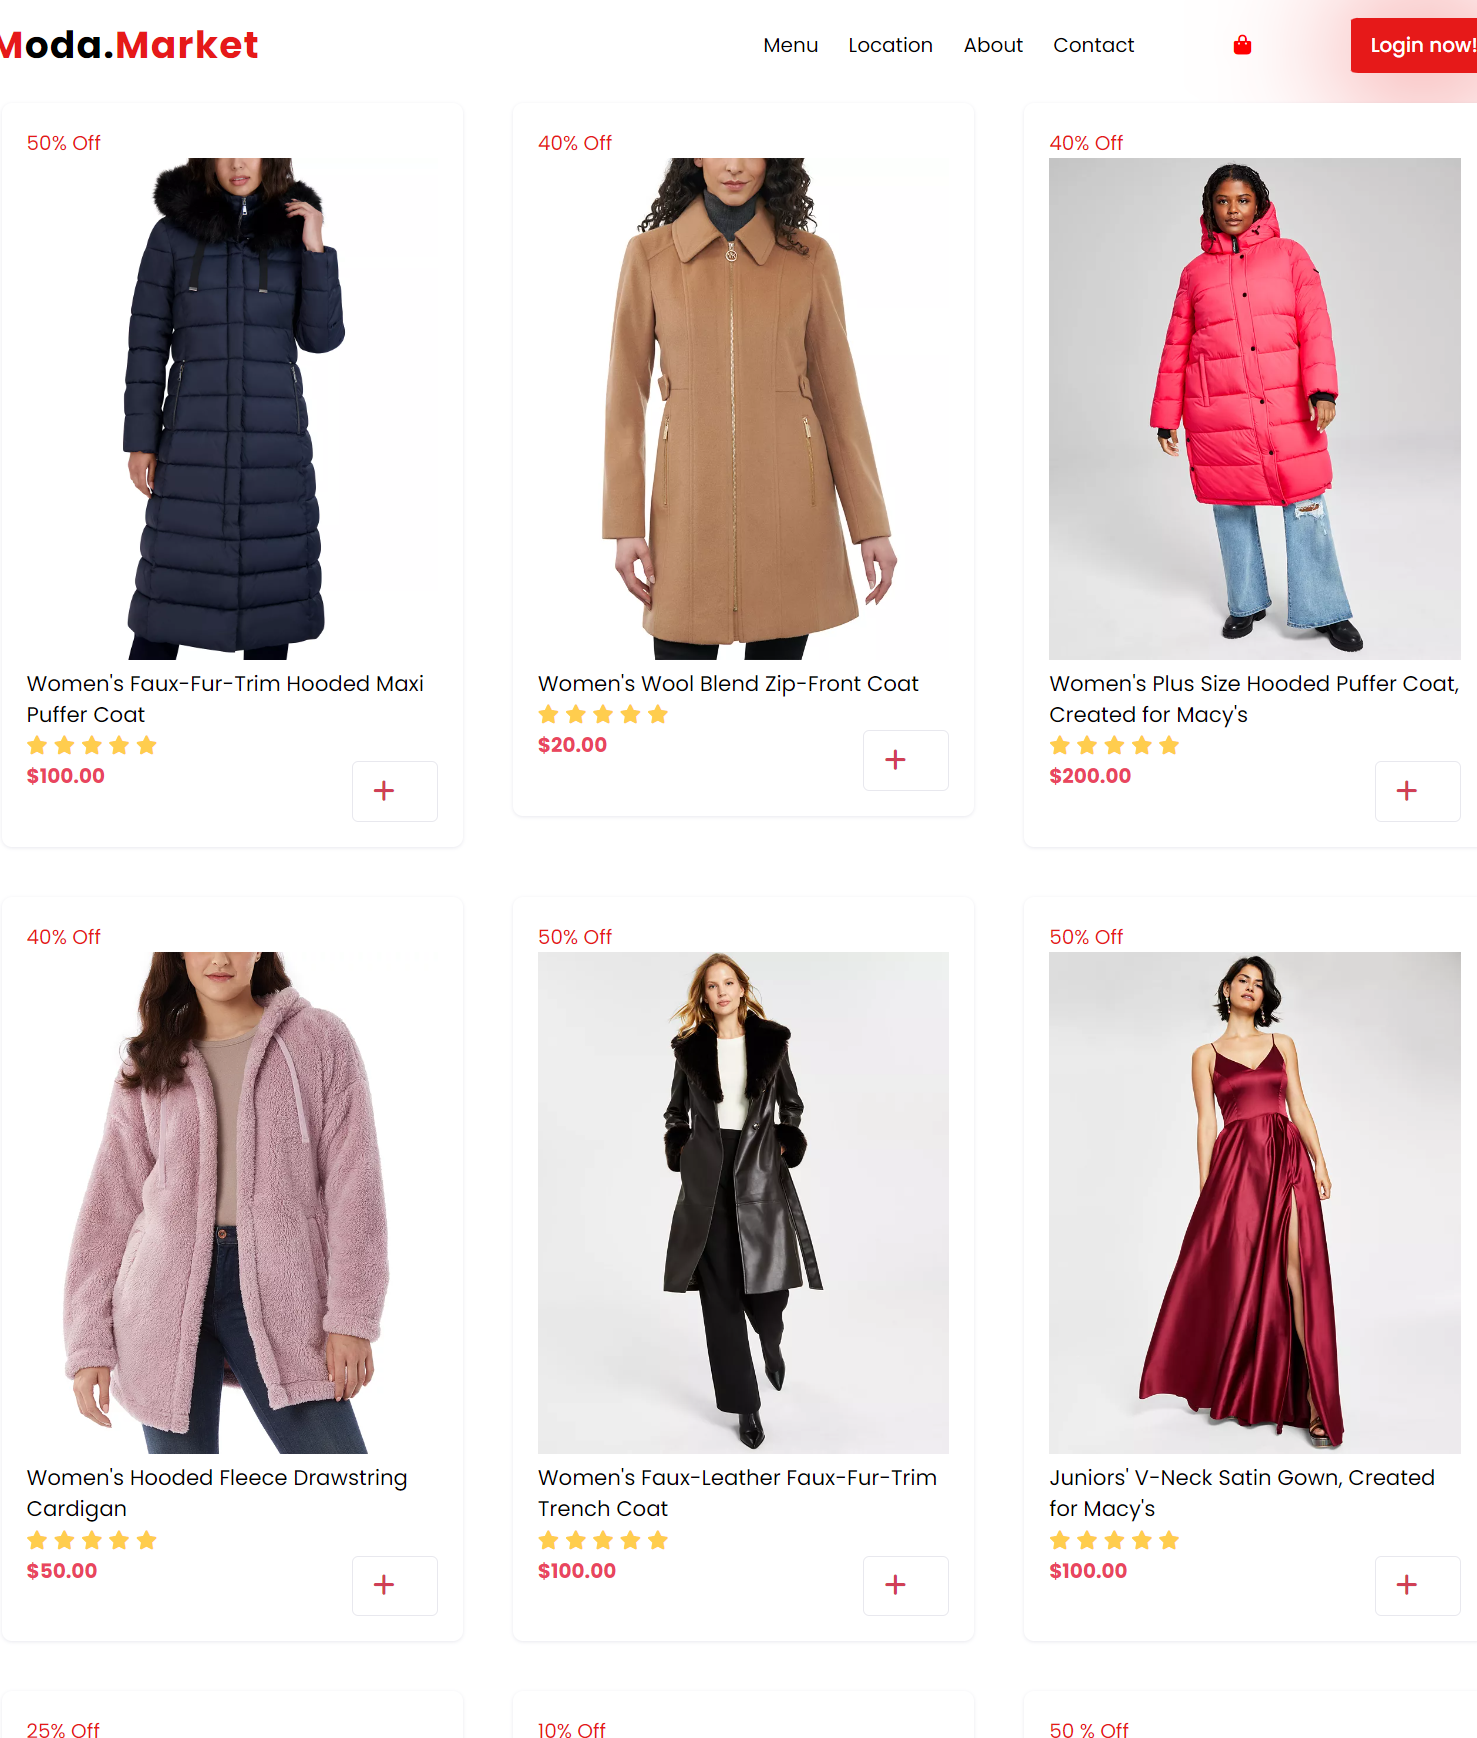 Moda.Market
Menu Location About Contact
Login now!
50% Off
Women's Faux-Fur-Trim Hooded Maxi
Puffer Coat
$100.00
+
40% Off
Women's Wool Blend Zip-Front Coat
$20.00
+
40% Off
Women's Plus Size Hooded Puffer Coat,
Created for Macy's
$200.00
+
40% Off
Women's Hooded Fleece Drawstring
Cardigan
$50.00
+
50% Off
Women's Faux-Leather Faux-Fur-Trim
Trench Coat
$100.00
+
50% Off
Juniors' V-Neck Satin Gown, Created
for Macy's
$100.00
+
25% Off
10% Off
50 % Off